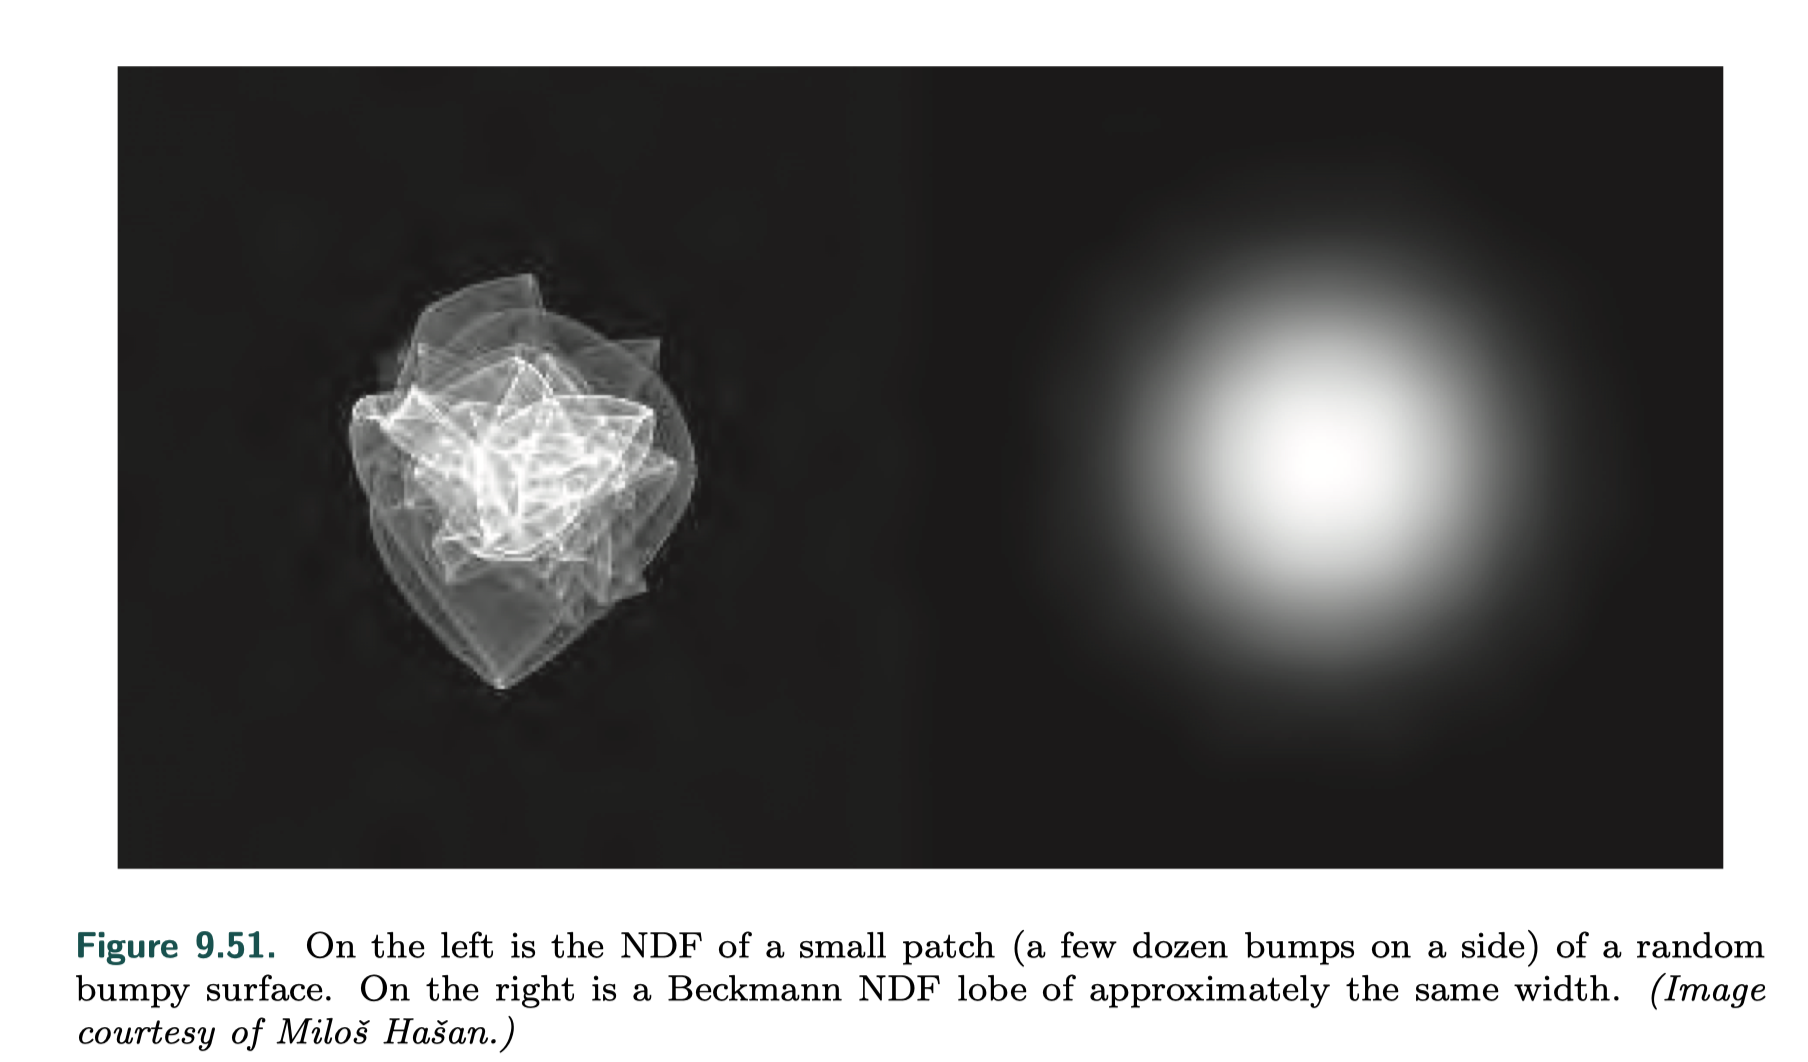 Figure 9.51. On the left is the NDF of a small patch (a few dozen bumps on a side) of a random
bumpy surface. On the right is a Beckmann NDF lobe of approximately the same width. (Image
courtesy of Miloš Hašan.)